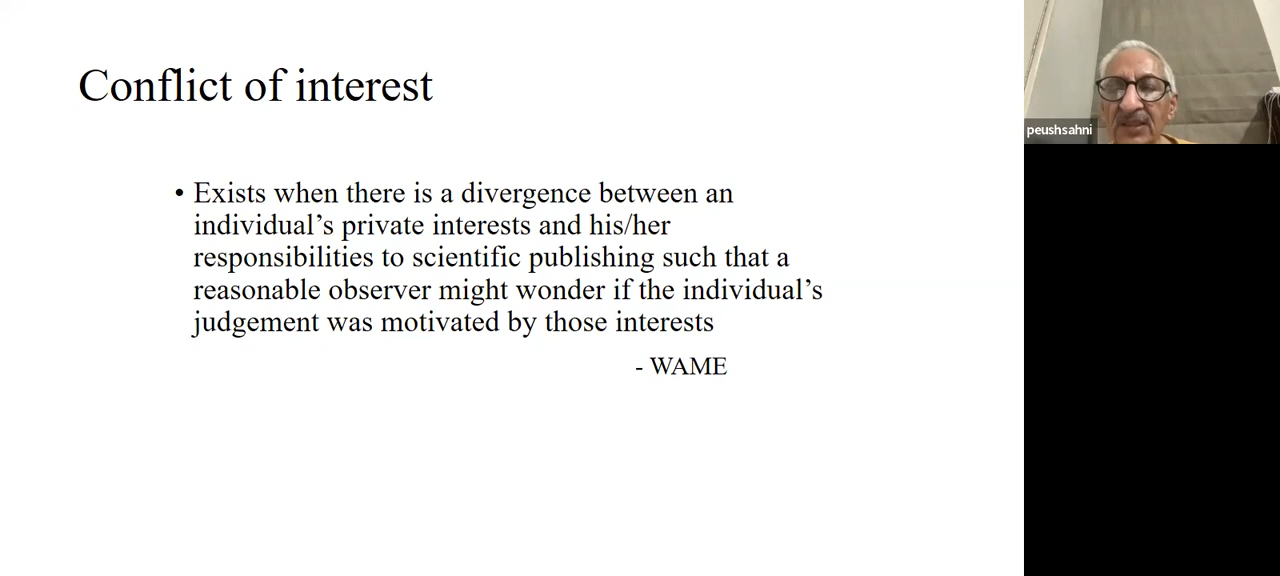 Conflict of interest
• Exists when there is a divergence between an
individual’s private interests and his/her
responsibilities to scientific publishing such that a
reasonable observer might wonder if the individual’s
judgement was motivated by those interests
- WAME
peushsahni